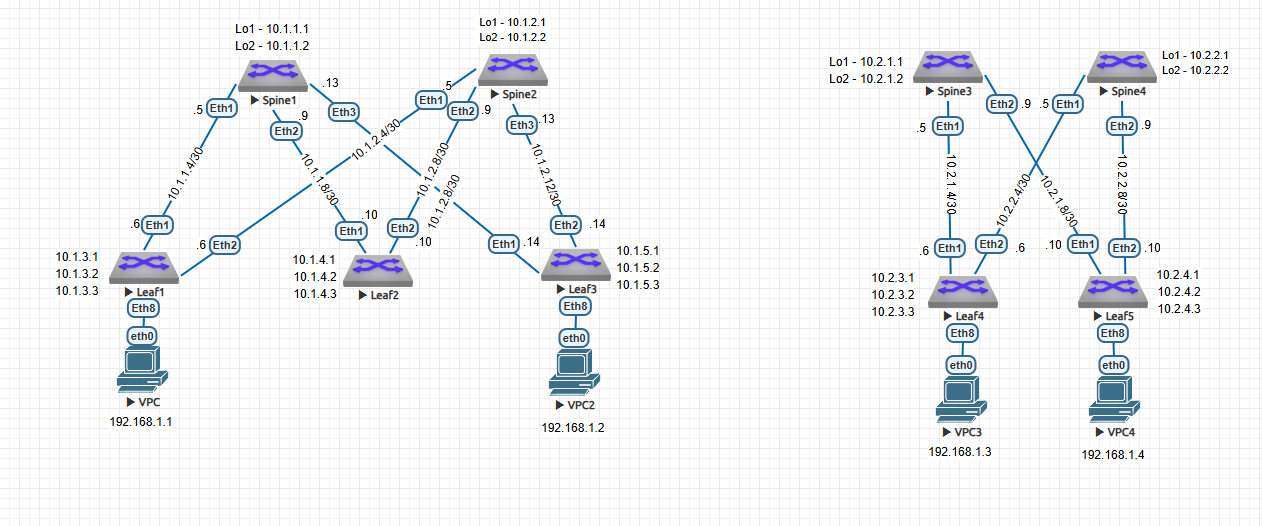 Lo1 - 10.1.1.1
Lo2 - 10.1.1.2
Spine1
.5
Eth1
.9
Eth2
.13
Eth3
Lo1 - 10.1.2.1
Lo2 - 10.1.2.2
Spine2
.5
Eth1
Eth2
.9
Eth3
.13
10.1.1.4/30
10.1.1.8/30
10.1.2.4/30
10.1.2.8/30
10.1.2.8/30
10.1.2.12/30
.6
Eth1
.6
Eth2
10.1.3.1
10.1.3.2
10.1.3.3
Leaf1
Eth8
eth0
VPC
192.168.1.1
.10
Eth1
Eth2
.10
10.1.4.1
10.1.4.2
10.1.4.3
Leaf2
Eth1
.14
Eth2
.14
10.1.5.1
10.1.5.2
10.1.5.3
Leaf3
Eth8
eth0
VPC2
192.168.1.2
Lo1 - 10.2.1.1
Lo2 - 10.2.1.2
Spine3
.5
Eth1
Eth2
.9
Lo1 - 10.2.2.1
Lo2 - 10.2.2.2
Spine4
.5
Eth1
Eth2
.9
10.2.1.4/30
10.2.2.4/30
10.2.1.8/30
10.2.2.8/30
.6
Eth1
Eth2
.6
10.2.3.1
10.2.3.2
10.2.3.3
Leaf4
Eth8
eth0
VPC3
192.168.1.3
.10
Eth1
Eth2
.10
10.2.4.1
10.2.4.2
10.2.4.3
Leaf5
Eth8
eth0
VPC4
192.168.1.4